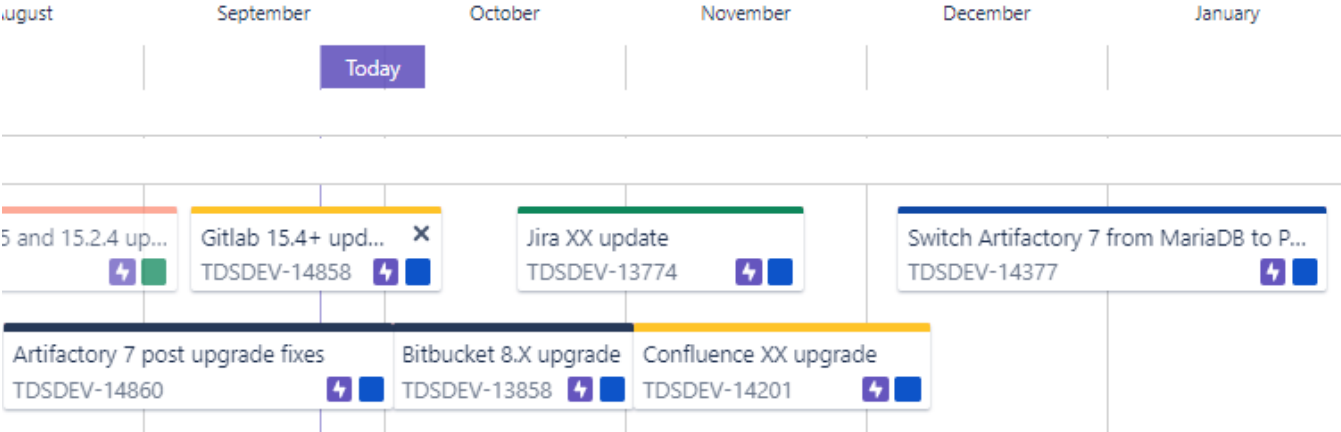 August September October November December January
Today
5 and 15.2.4 up... Gitlab 15.4+ upd... × Jira XX update Switch Artifactory 7 from MariaDB to P...
TDSDEV-14858 TDSDEV-13774 TDSDEV-14377
Artifactory 7 post upgrade fixes Bitbucket 8.X upgrade Confluence XX upgrade
TDSDEV-14860 TDSDEV-13858 TDSDEV-14201